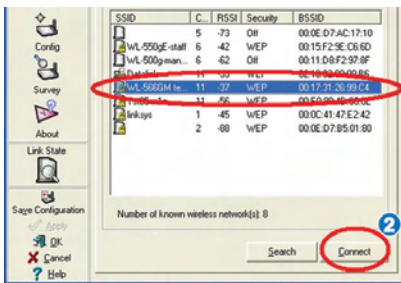 SSID C... RSSI Security BSSID
5 -73 Off 00:0E:D7:AC:17:10
WL-550gE-staff 6 -42 WEP 00:15:F2:9E:C6:6D
WL-500g-man... 6 -62 Off 00:11:D8:F2:97:8F
WL-566GM te... 11 -37 WEP 00:17:31:26:99:C4
11 -56 WEP
linksys 1 -45 WEP 00:0C:41:47:E2:42
2 -88 WEP 00:0E:D7:B5:01:80
Config
Survey
About
Link State
Save Configuration
Apply
OK
Cancel
Help
Number of known wireless network(s): 8
2
Search Connect